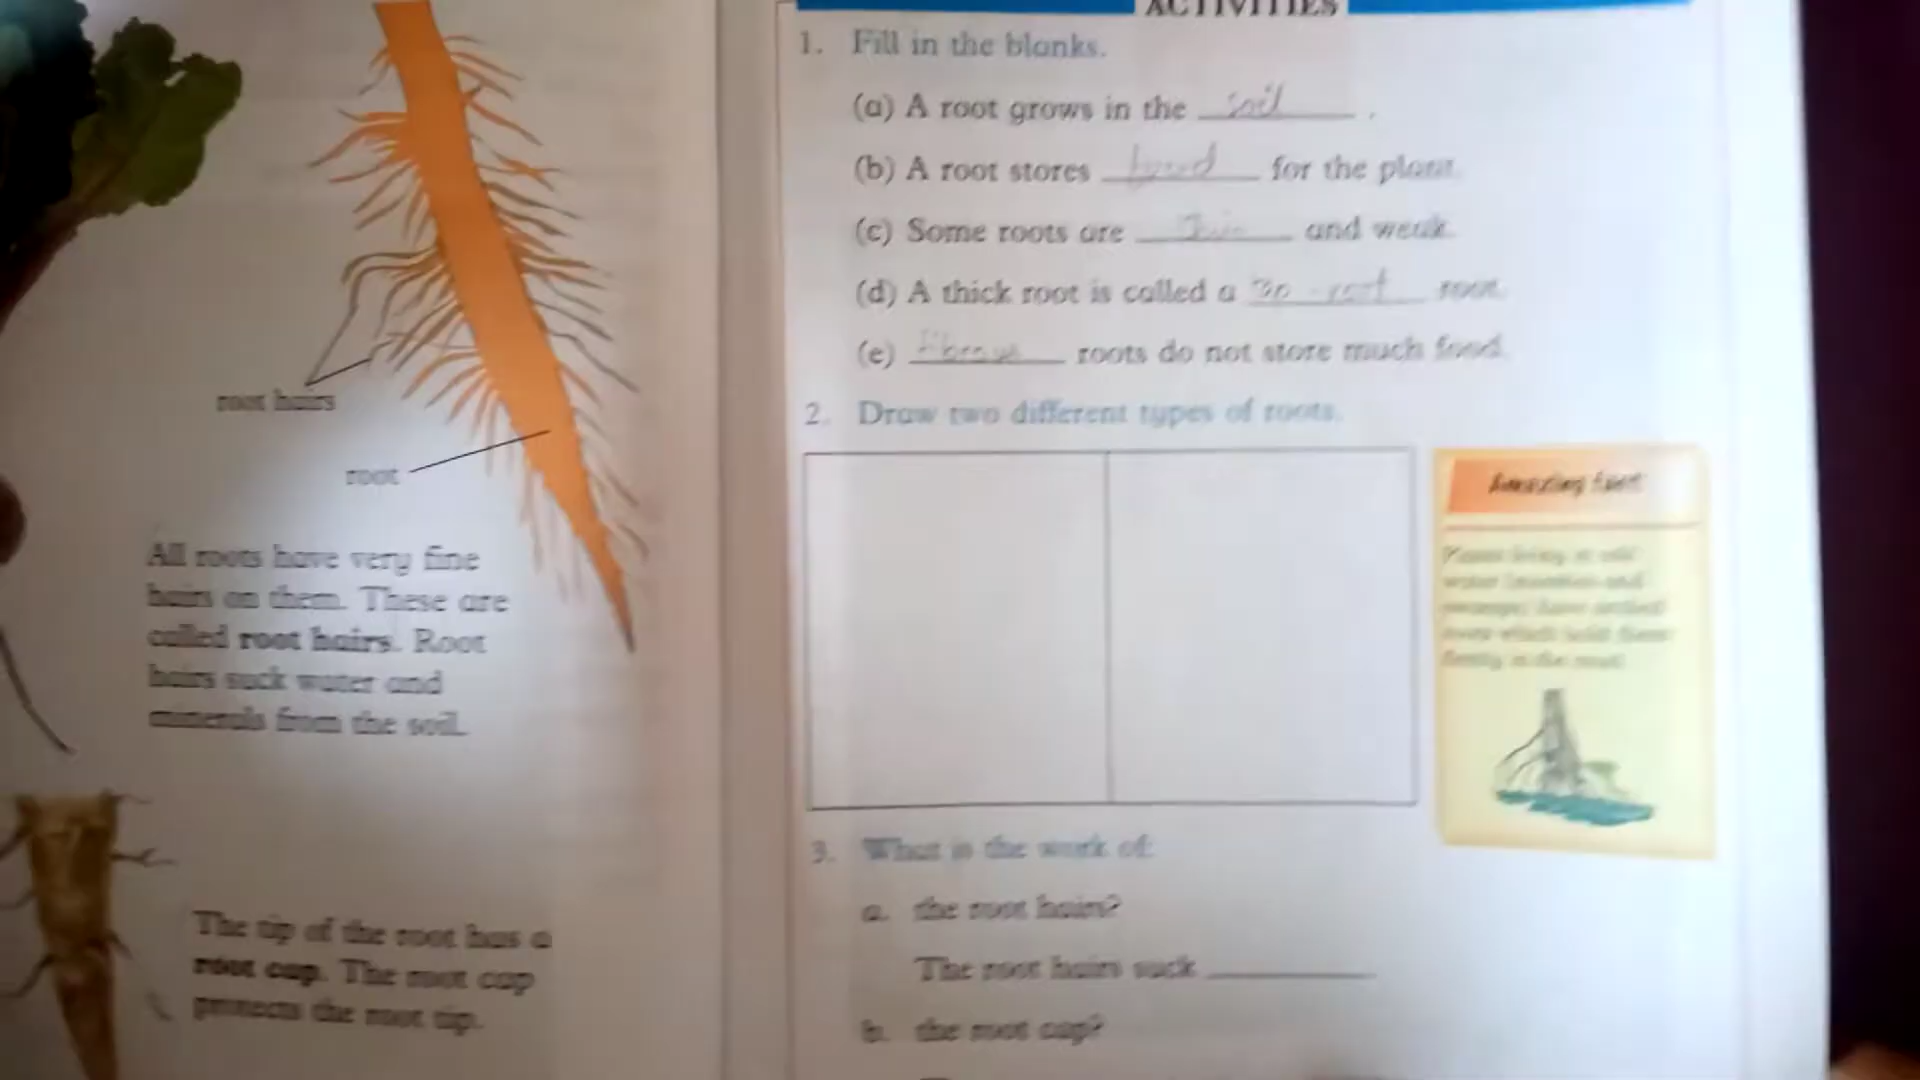 root hairs
root
All roots have very fine
hairs on them. These are
called root hairs. Root
hairs suck water and
minerals from the soil.
The tip of the root has a
root cap. The root cap
protects the root tip.
ACTIVITIES
1. Fill in the blanks.
(a) A root grows in the soil.
(b) A root stores food for the plant.
(c) Some roots are thin and weak.
(d) A thick root is called a root.
(e) Fibrous roots do not store much food.
2. Draw two different types of roots.
Amazing fact
firmly in the mud.
3. What is the work of:
a. the root hairs?
The root hairs suck
b. the root cap?